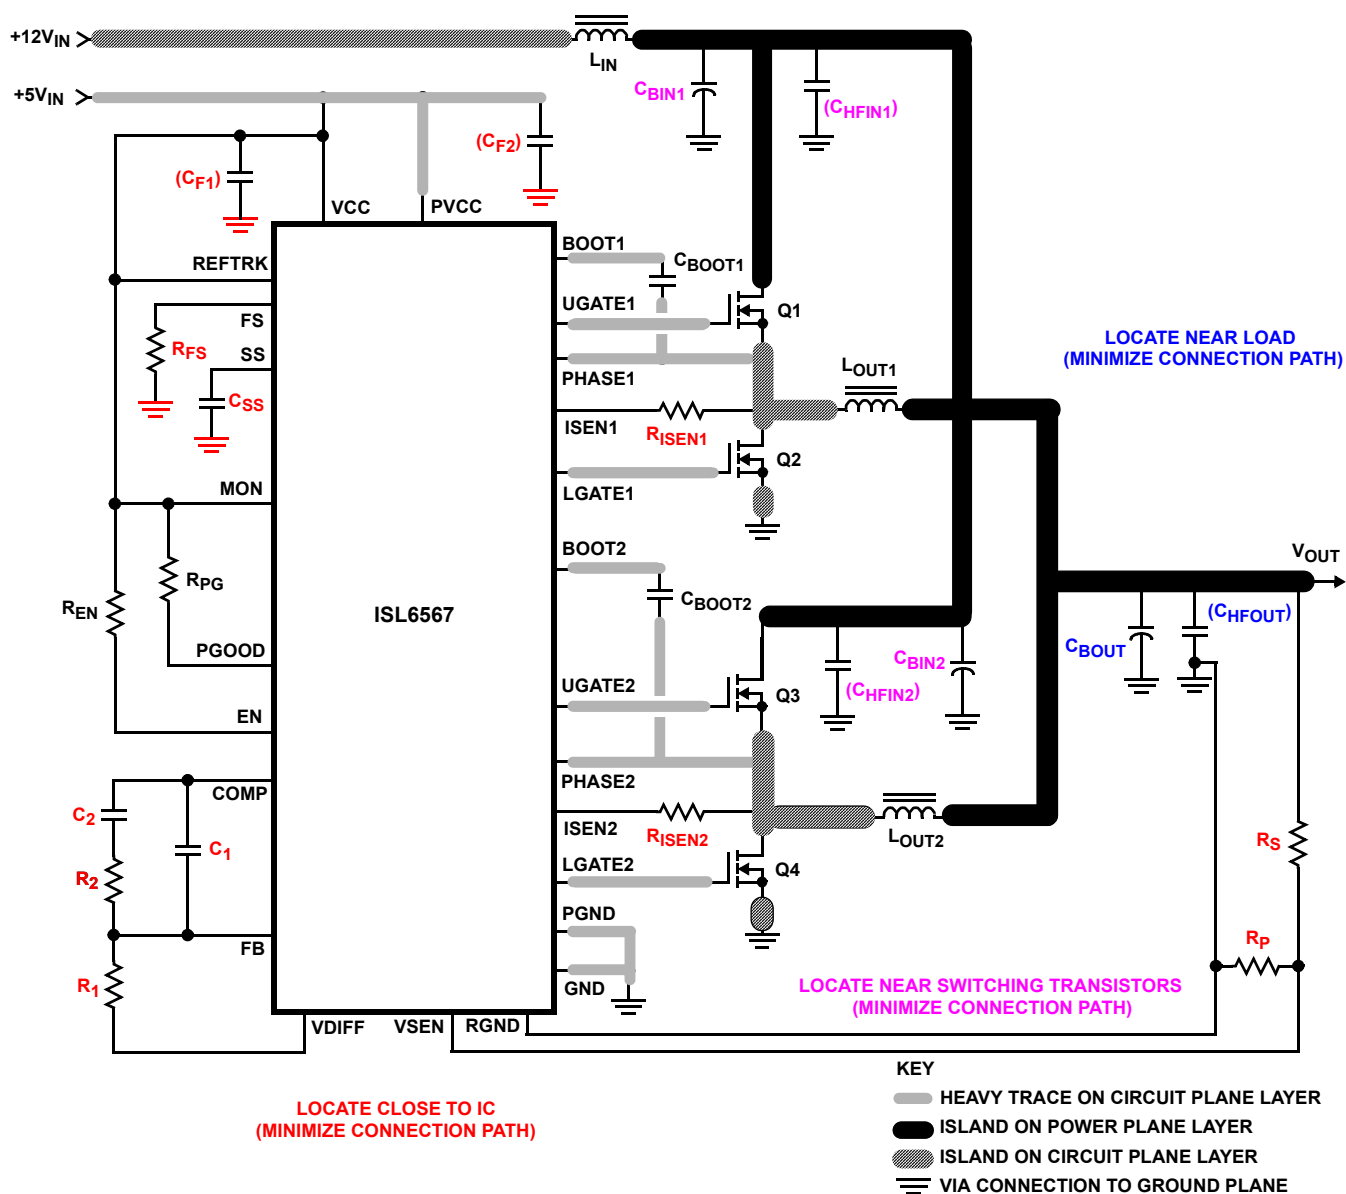 +12VIN
LIN
CBIN1
(CHFIN1)
+5VIN
(CF2)
(CF1)
VCC
PVCC
BOOT1
CBOOT1
REFTRK
UGATE1
Q1
FS
RFS
SS
PHASE1
LOCATE NEAR LOAD
(MINIMIZE CONNECTION PATH)
LOUT1
CSS
ISEN1
RISEN1
Q2
MON
LGATE1
BOOT2
VOUT
RPG
REN
CBOOT2
ISL6567
(CHFOUT)
PGOOD
CBOUT
CBIN2
UGATE2
Q3
(CHFIN2)
EN
PHASE2
COMP
C2
ISEN2
RISEN2
LOUT2
RS
C1
LGATE2
Q4
R2
PGND
FB
RP
R1
GND
LOCATE NEAR SWITCHING TRANSISTORS
(MINIMIZE CONNECTION PATH)
VDIFF
VSEN
RGND
KEY
HEAVY TRACE ON CIRCUIT PLANE LAYER
LOCATE CLOSE TO IC
(MINIMIZE CONNECTION PATH)
ISLAND ON POWER PLANE LAYER
ISLAND ON CIRCUIT PLANE LAYER
VIA CONNECTION TO GROUND PLANE